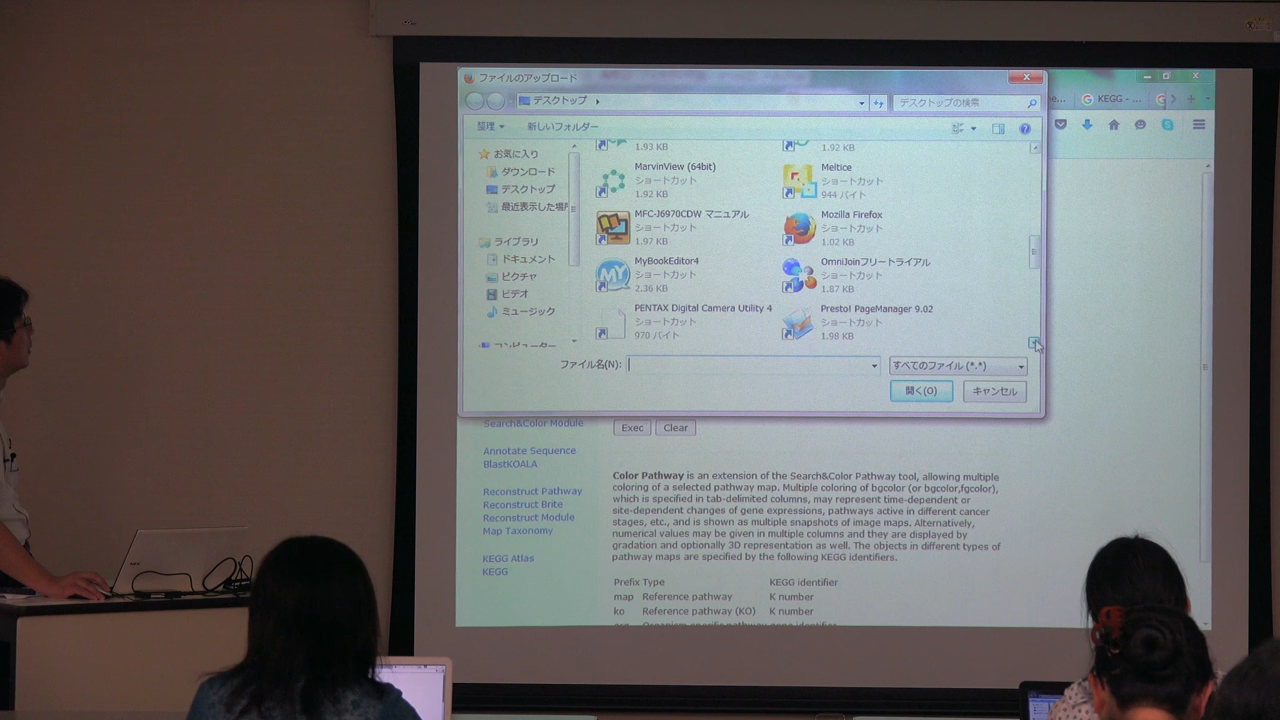 ファイルのアップロード
デスクトップ
デスクトップの検索
KEGG - ...
整理 新しいフォルダー
お気に入り
ダウンロード
デスクトップ
最近表示した場所
ライブラリ
ドキュメント
ピクチャ
ビデオ
ミュージック
コンピューター
1.93 KB
1.92 KB
MarvinView (64bit)
ショートカット
1.92 KB
Meltice
ショートカット
944 バイト
MFC-J6970CDW マニュアル
ショートカット
1.97 KB
Mozilla Firefox
ショートカット
1.02 KB
MyBookEditor4
ショートカット
2.36 KB
OmniJoinフリートライアル
ショートカット
1.87 KB
PENTAX Digital Camera Utility 4
ショートカット
970 バイト
Presto! PageManager 9.02
ショートカット
1.98 KB
ファイル名(N):
すべてのファイル (*.*)
開く(O) キャンセル
Search&Color Module
Annotate Sequence
BlastKOALA
Reconstruct Pathway
Reconstruct Brite
Reconstruct Module
Map Taxonomy
KEGG Atlas
KEGG
Exec Clear
Color Pathway is an extension of the Search&Color Pathway tool, allowing multiple
coloring of a selected pathway map. Multiple coloring of bgcolor (or bgcolor,fgcolor),
which is specified in tab-delimited columns, may represent time-dependent or
site-dependent changes of gene expressions, pathways active in different cancer
stages, etc., and is shown as multiple snapshots of image maps. Alternatively,
numerical values may be given in multiple columns and they are displayed by
gradation and optionally 3D representation as well. The objects in different types of
pathway maps are specified by the following KEGG identifiers.
Prefix Type KEGG identifier
map Reference pathway K number
ko Reference pathway (KO) K number